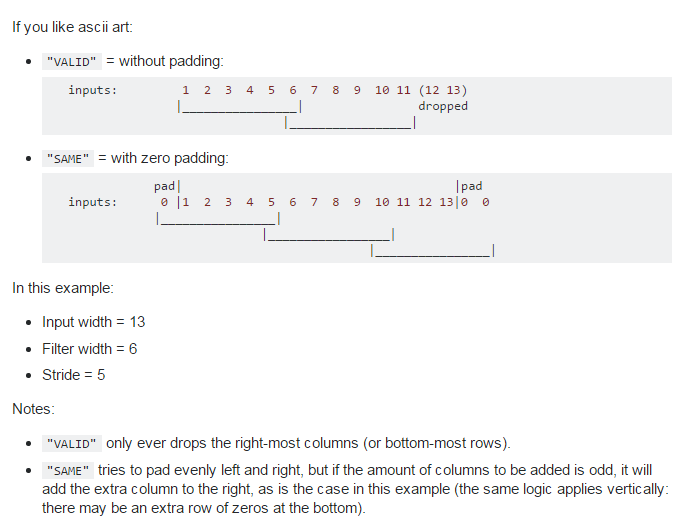 If you like ascii art:
• "VALID" = without padding:
inputs:         1  2  3  4  5  6  7  8  9  10 11 (12 13)
               |________________|                dropped
                              |_________________|
• "SAME" = with zero padding:
            pad|                                      |pad
inputs:      0 |1  2  3  4  5  6  7  8  9  10 11 12 13|0  0
            |________________|
                           |_________________|
                                          |________________|
In this example:
• Input width = 13
• Filter width = 6
• Stride = 5
Notes:
• "VALID" only ever drops the right-most columns (or bottom-most rows).
• "SAME" tries to pad evenly left and right, but if the amount of columns to be added is odd, it will
add the extra column to the right, as is the case in this example (the same logic applies vertically:
there may be an extra row of zeros at the bottom).